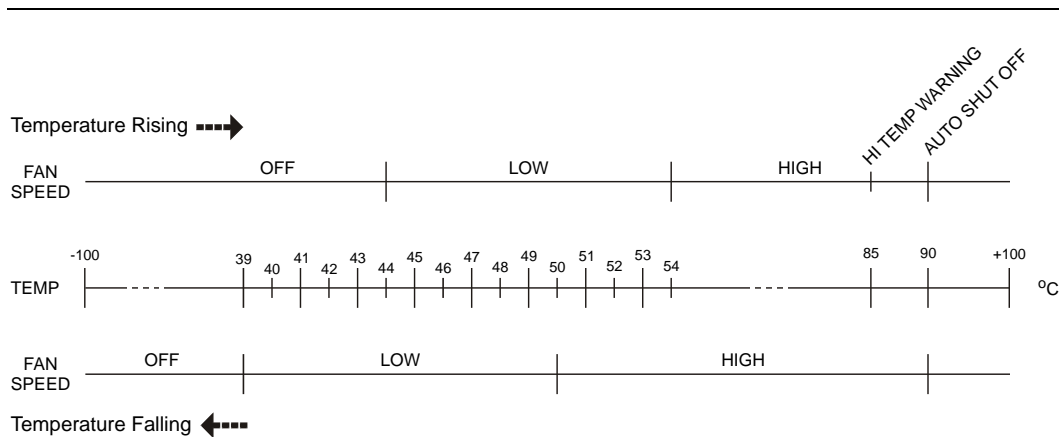 HI TEMP WARNING
AUTO SHUT OFF
Temperature Rising
FAN SPEED
OFF LOW HIGH
-100 39 40 41 42 43 44 45 46 47 48 49 50 51 52 53 54 85 90 +100
TEMP
ºC
FAN SPEED
OFF LOW HIGH
Temperature Falling